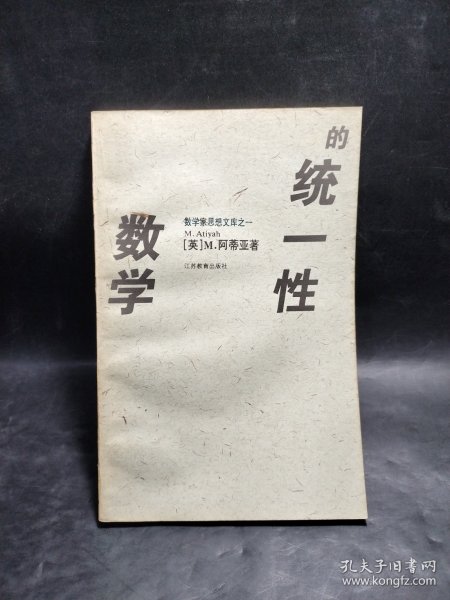 数学
的统一性
数学家思想文库之一
M. Atiyah
[英]M.阿蒂亚著
江苏教育出版社
孔夫子旧书网
www.kongfz.com